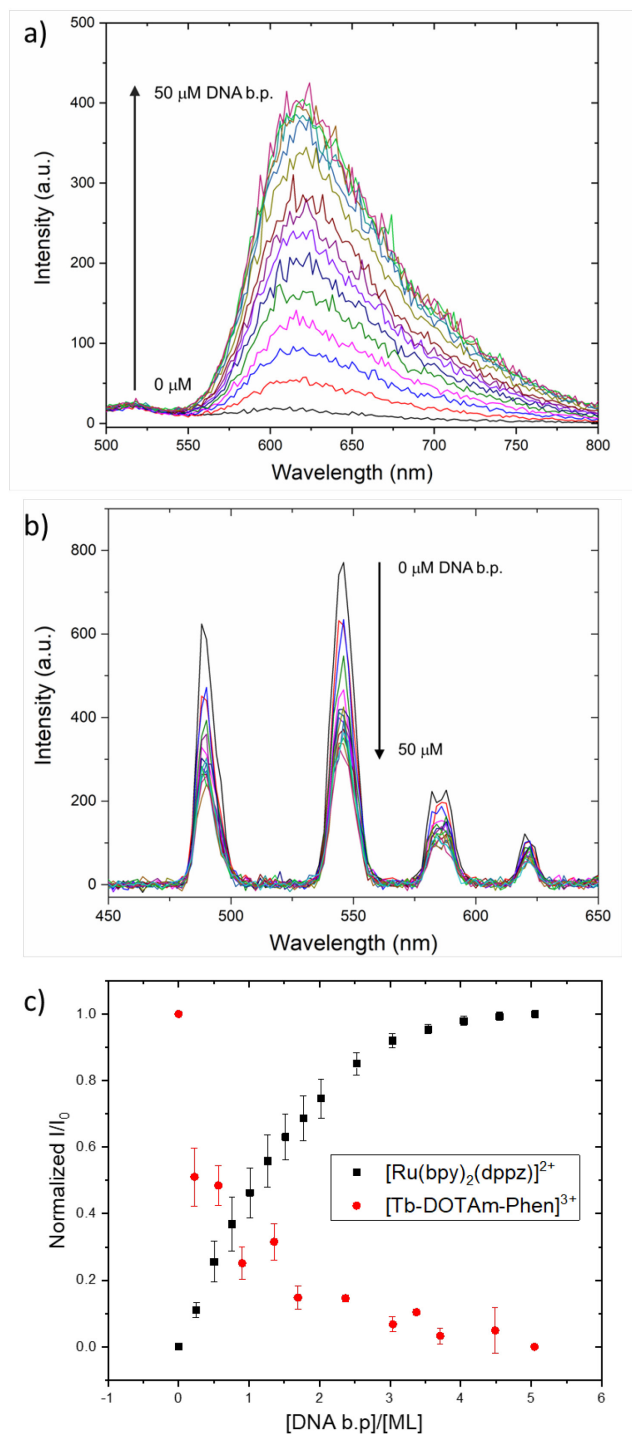 a)
500
400
300
200
100
0
Intensity (a.u.)
50 μM DNA b.p.
0 μM
500 550 600 650 700 750 800
Wavelength (nm)
b)
800
600
400
200
0
Intensity (a.u.)
0 μM DNA b.p.
50 μM
450 500 550 600 650
Wavelength (nm)
c)
1.0
0.8
0.6
0.4
0.2
0.0
Normalized I/I₀
[Ru(bpy)₂(dppz)]²⁺
[Tb-DOTAm-Phen]³⁺
-1 0 1 2 3 4 5 6
[DNA b.p]/[ML]